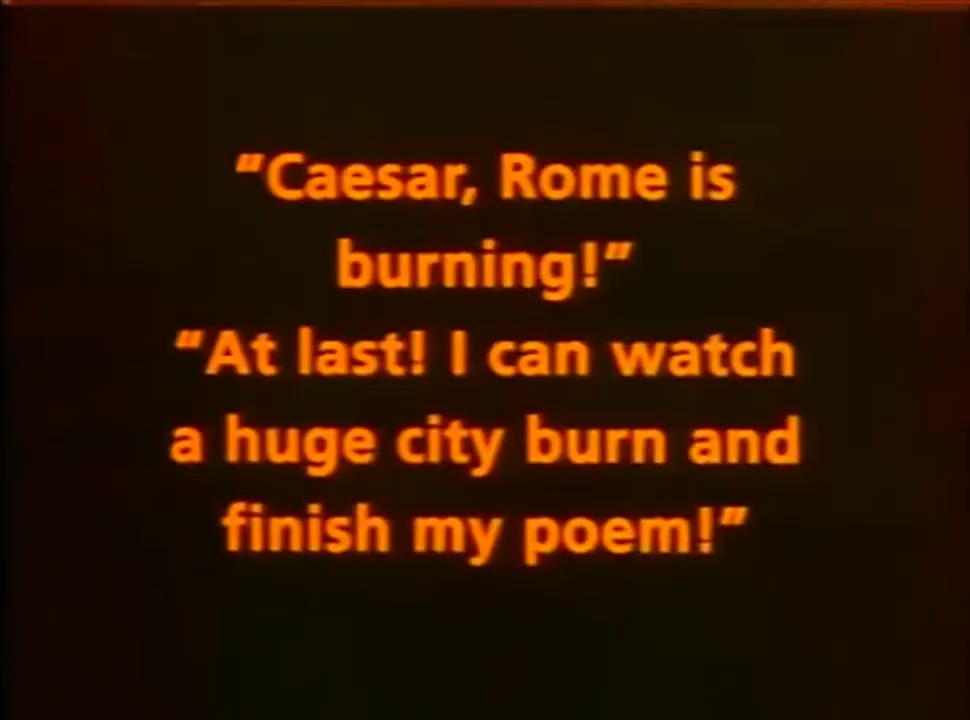 "Caesar, Rome is
burning!"
"At last! I can watch
a huge city burn and
finish my poem!"